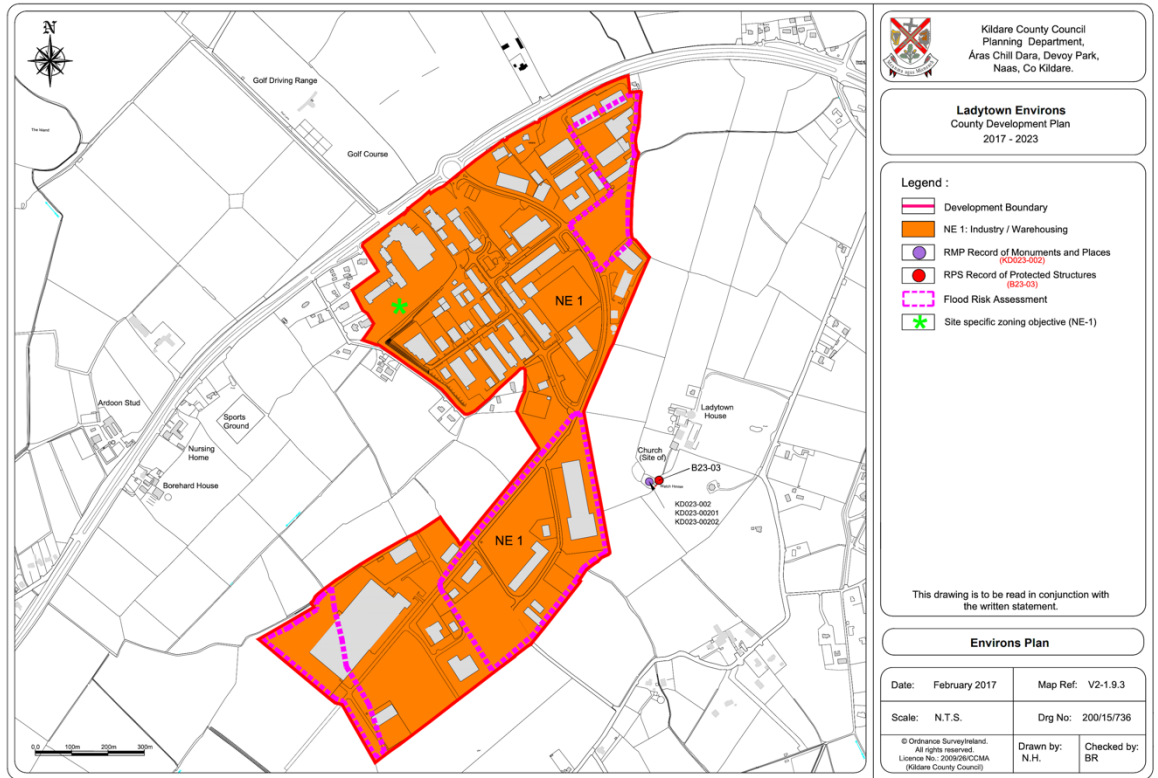 N
The Island
Golf Driving Range
Golf Course
NE 1
Ardoon Stud
Sports
Ground
Nursing
Home
Borehard House
Ladytown
House
Church
(Site of)
B23-03
KD023-002
KD023-00201
KD023-00202
NE 1
0.0 100m 200m 300m
Kildare County Council
Planning Department,
Áras Chill Dara, Devoy Park,
Naas, Co Kildare.
Ladytown Environs
County Development Plan
2017 - 2023
Legend :
Development Boundary
NE 1: Industry / Warehousing
RMP Record of Monuments and Places
(KD023-002)
RPS Record of Protected Structures
(B23-03)
Flood Risk Assessment
Site specific zoning objective (NE-1)
This drawing is to be read in conjunction with
the written statement.
Environs Plan
Date: February 2017
Map Ref: V2-1.9.3
Scale: N.T.S.
Drg No: 200/15/736
© Ordnance SurveyIreland.
All rights reserved.
Licence No.: 2009/26/CCMA
(Kildare County Council)
Drawn by:
N.H.
Checked by:
BR